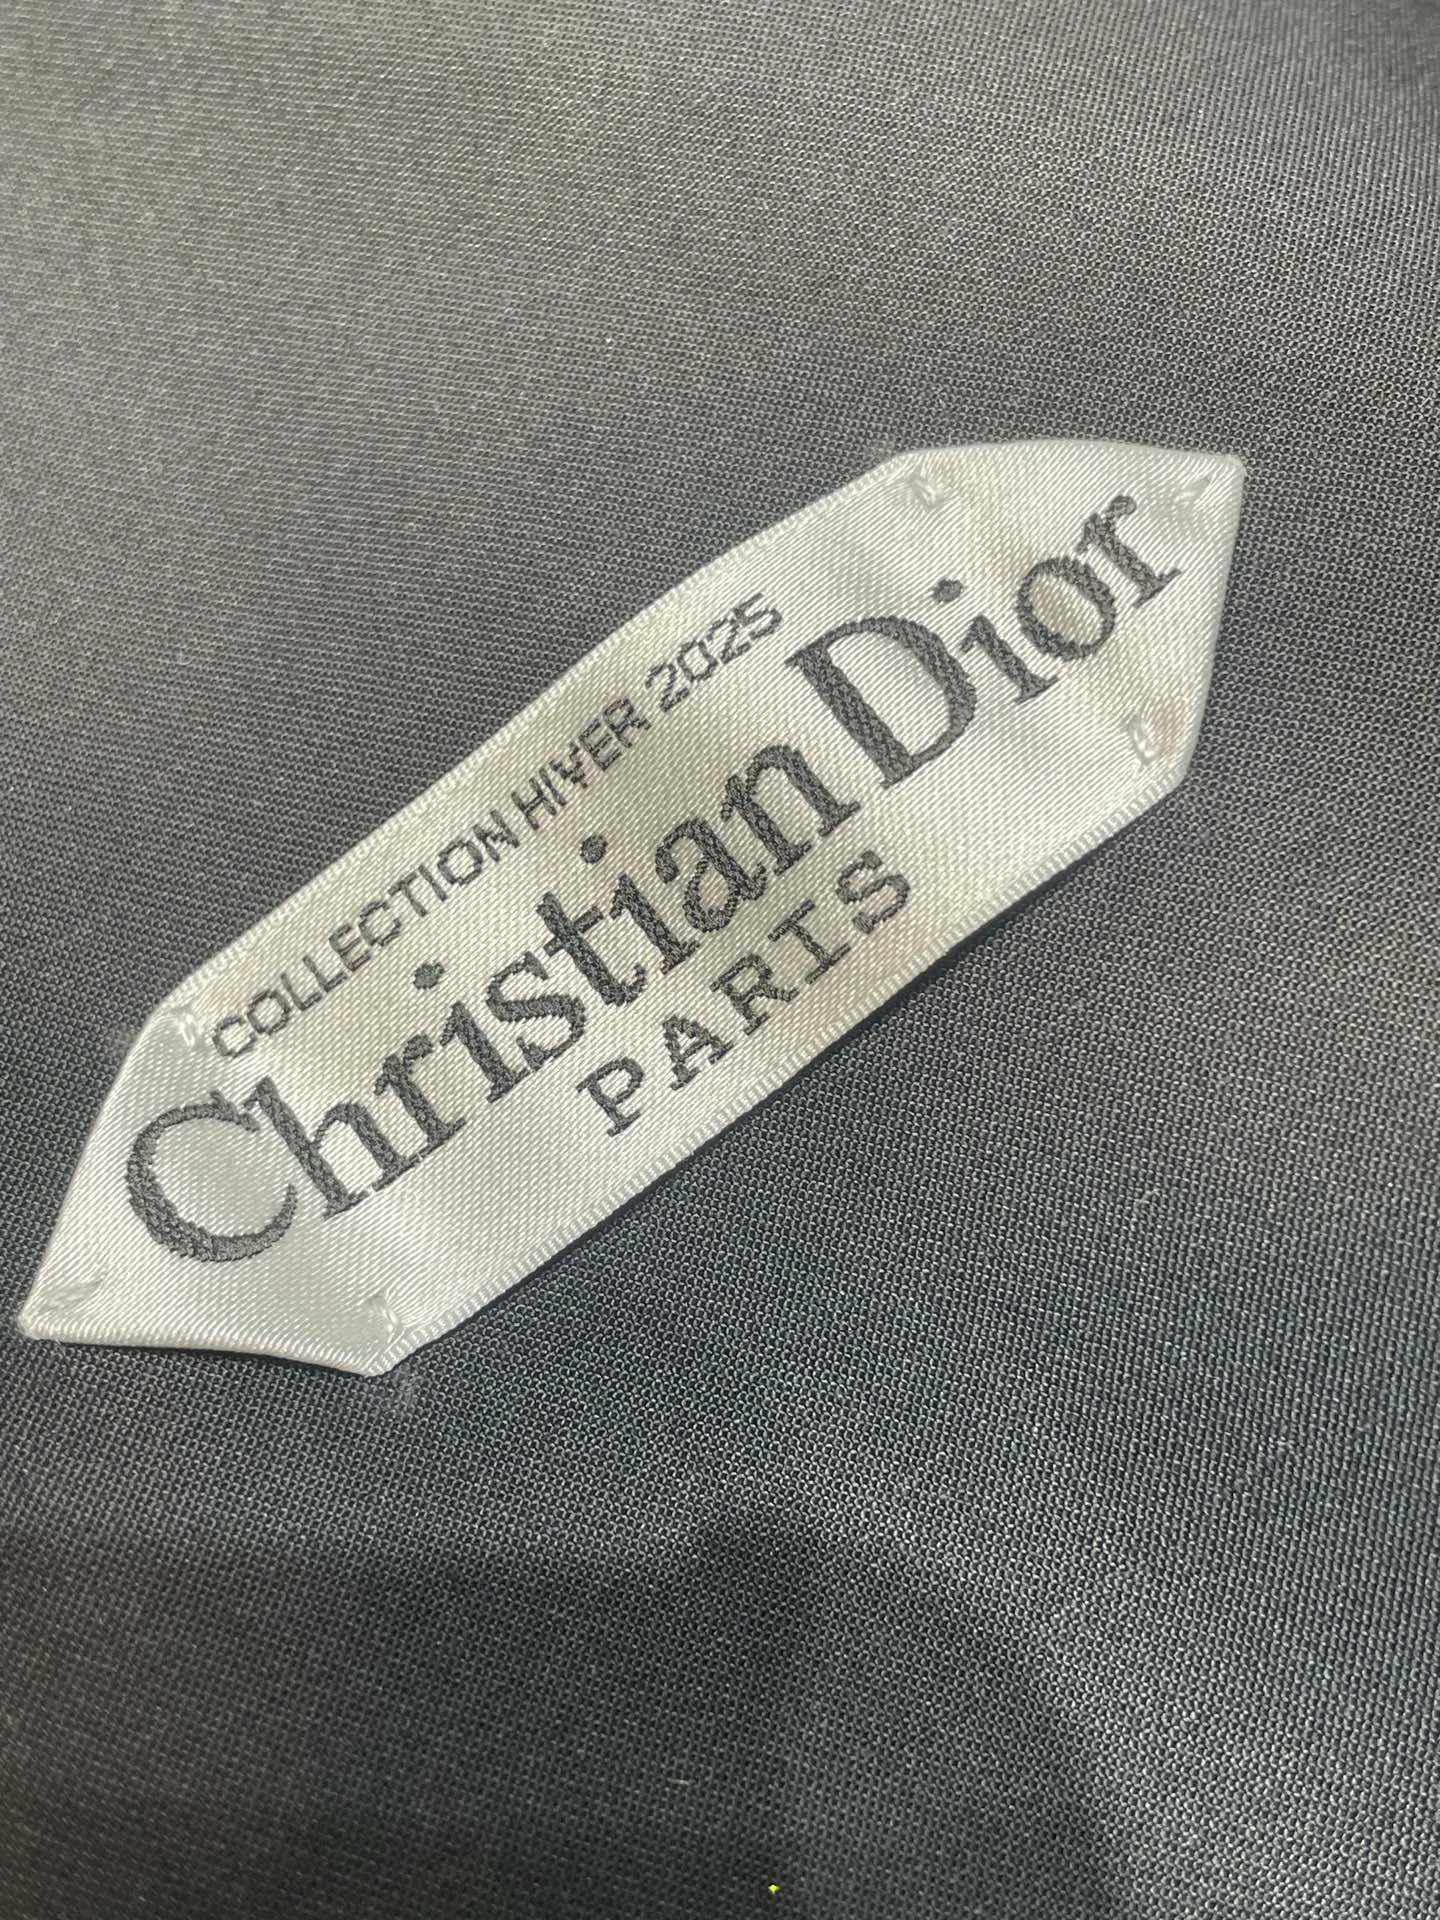 COLLECTION HIVER 2025
Christian Dior
PARIS